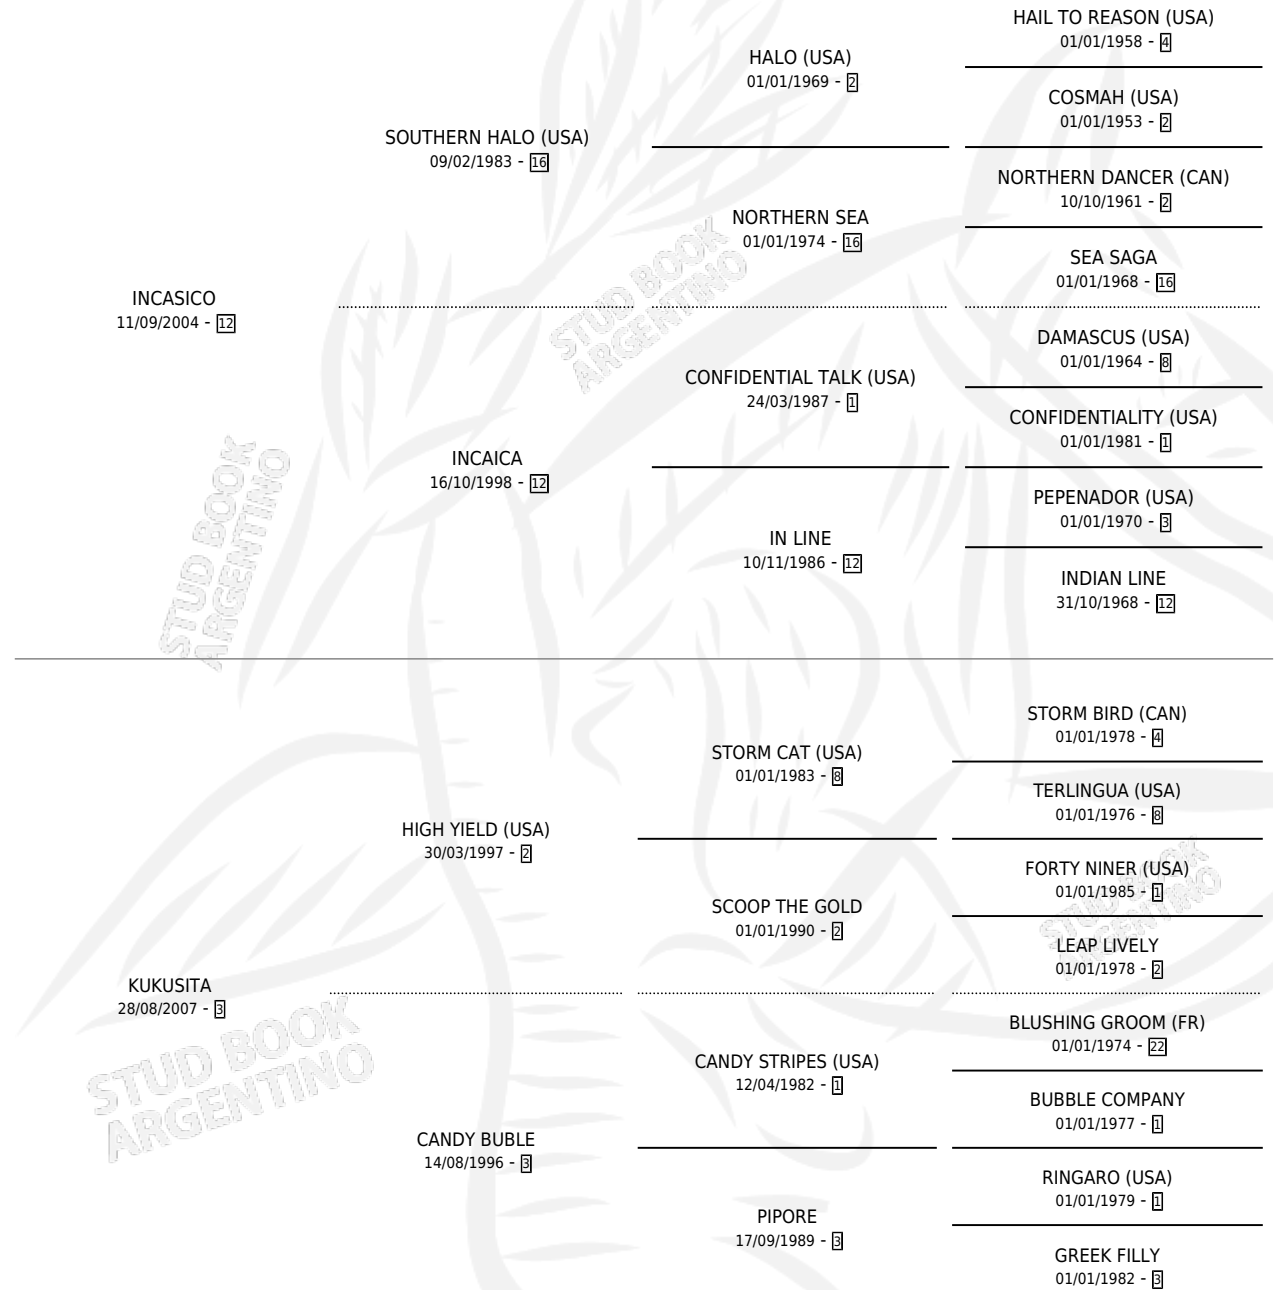 HAIL TO REASON (USA)
01/01/1958 - 4
HALO (USA)
01/01/1969 - 2
COSMAH (USA)
01/01/1953 - 2
SOUTHERN HALO (USA)
09/02/1983 - 16
NORTHERN DANCER (CAN)
10/10/1961 - 2
NORTHERN SEA
01/01/1974 - 16
SEA SAGA
01/01/1968 - 16
INCASICO
11/09/2004 - 12
DAMASCUS (USA)
01/01/1964 - 8
CONFIDENTIAL TALK (USA)
24/03/1987 - 1
CONFIDENTIALITY (USA)
01/01/1981 - 1
INCAICA
16/10/1998 - 12
PEPENADOR (USA)
01/01/1970 - 3
IN LINE
10/11/1986 - 12
INDIAN LINE
31/10/1968 - 12
STORM BIRD (CAN)
01/01/1978 - 4
STORM CAT (USA)
01/01/1983 - 8
TERLINGUA (USA)
01/01/1976 - 8
HIGH YIELD (USA)
30/03/1997 - 2
FORTY NINER (USA)
01/01/1985 - 1
SCOOP THE GOLD
01/01/1990 - 2
LEAP LIVELY
01/01/1978 - 2
KUKUSITA
28/08/2007 - 3
BLUSHING GROOM (FR)
01/01/1974 - 22
CANDY STRIPES (USA)
12/04/1982 - 1
BUBBLE COMPANY
01/01/1977 - 1
CANDY BUBLE
14/08/1996 - 3
RINGARO (USA)
01/01/1979 - 1
PIPORE
17/09/1989 - 3
GREEK FILLY
01/01/1982 - 3
STUD BOOK
ARGENTINO
STUD BOOK
ARGENTINO
STUD BOOK
ARGENTINO
STUD BOOK
ARGENTINO